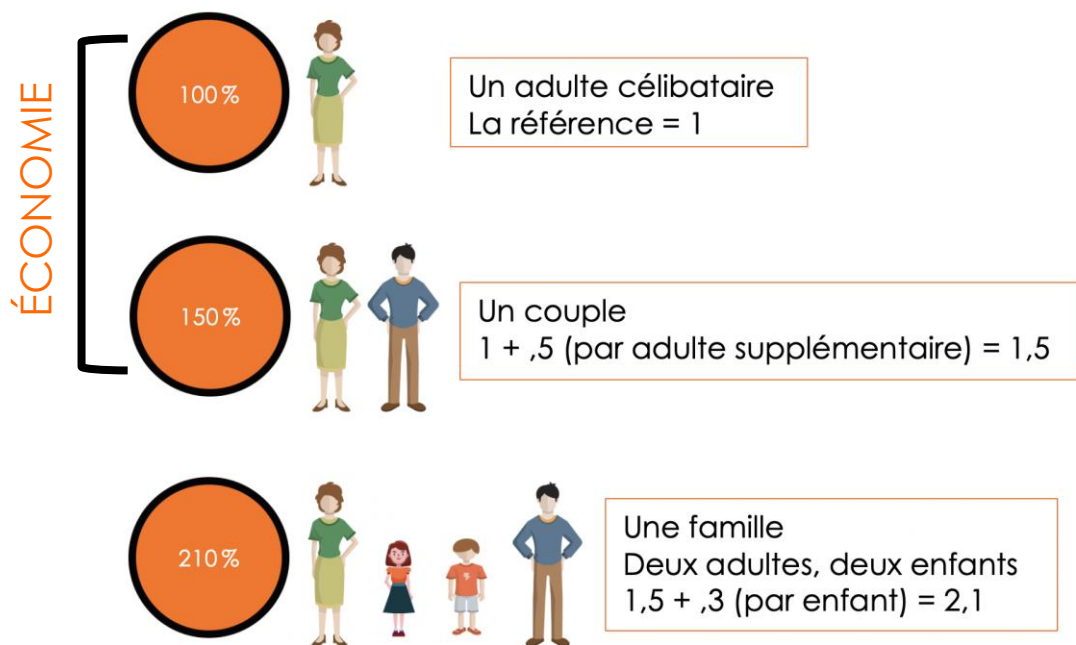 ÉCONOMIE
100 %
Un adulte célibataire
La référence = 1
150 %
Un couple
1 + ,5 (par adulte supplémentaire) = 1,5
210 %
Une famille
Deux adultes, deux enfants
1,5 + ,3 (par enfant) = 2,1